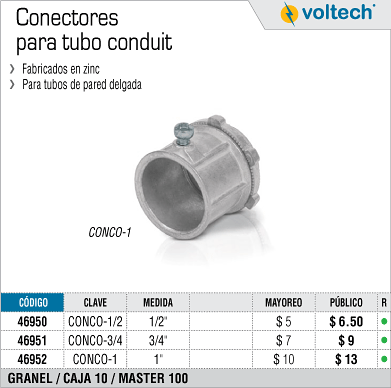 Conectores
para tubo conduit
voltech®
Fabricados en zinc
Para tubos de pared delgada
CONCO-1
CÓDIGO CLAVE MEDIDA MAYOREO PÚBLICO R
46950 CONCO-1/2 1/2" $ 5 $ 6.50
46951 CONCO-3/4 3/4" $ 7 $ 9
46952 CONCO-1 1" $ 10 $ 13
GRANEL / CAJA 10 / MASTER 100